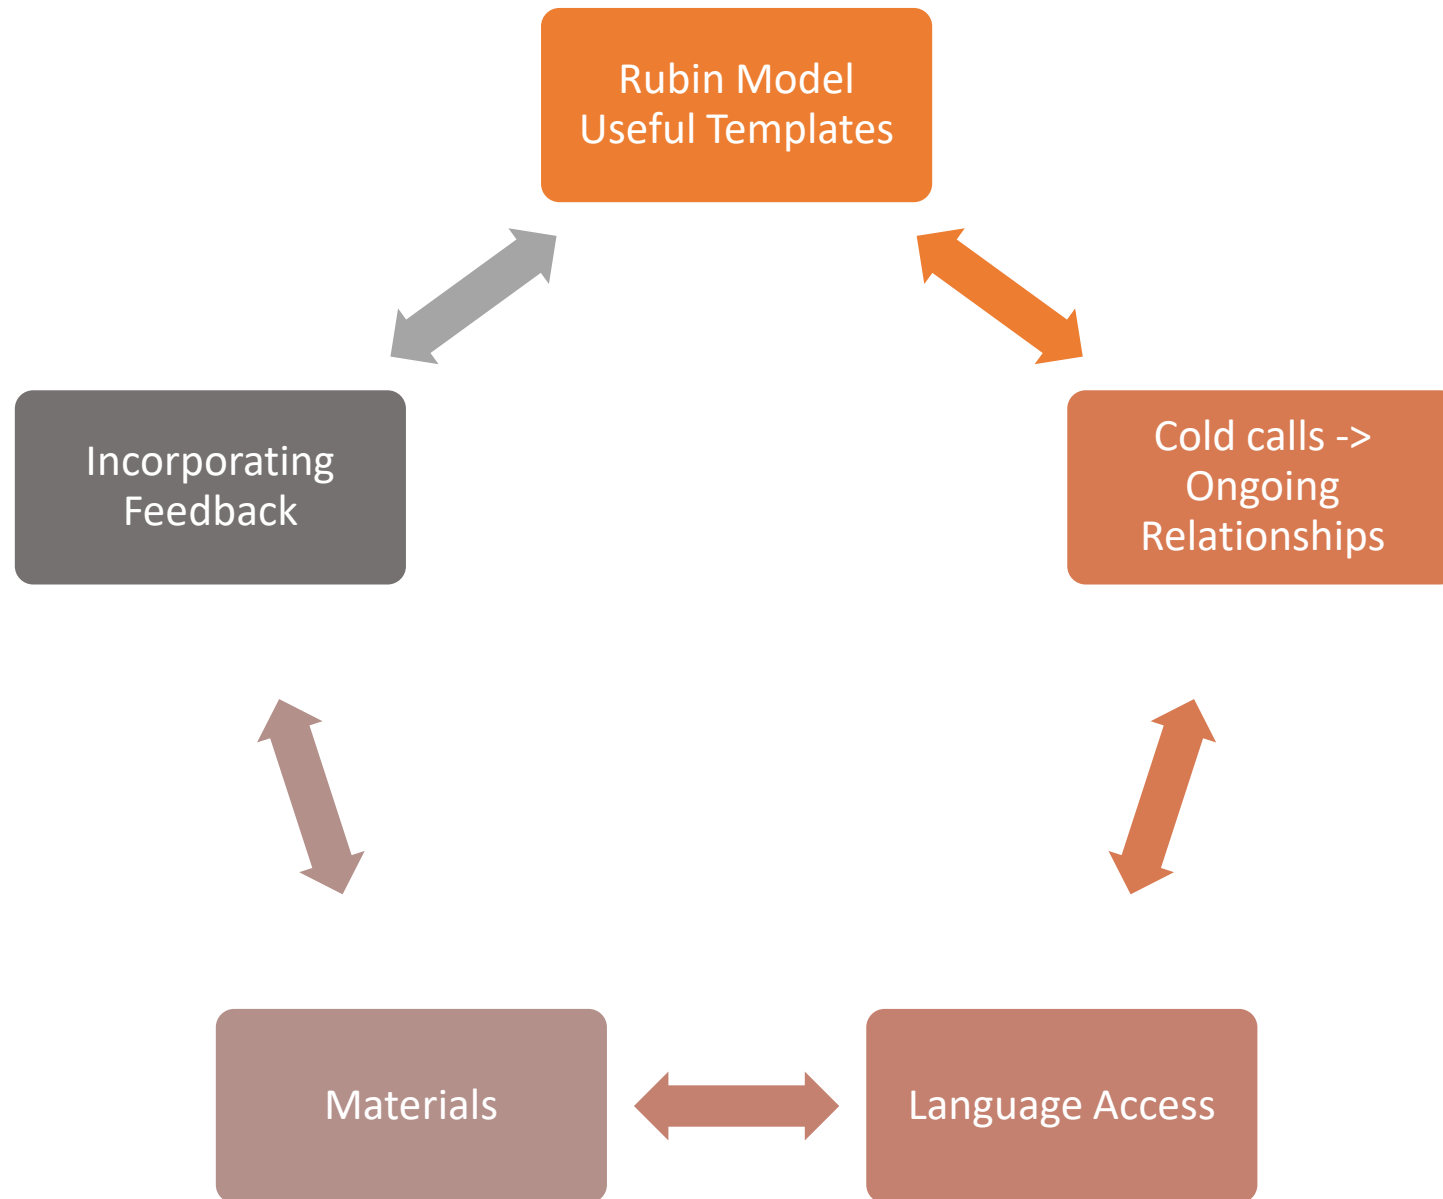 Rubin Model
Useful Templates
Cold calls ->
Ongoing
Relationships
Language Access
Materials
Incorporating
Feedback